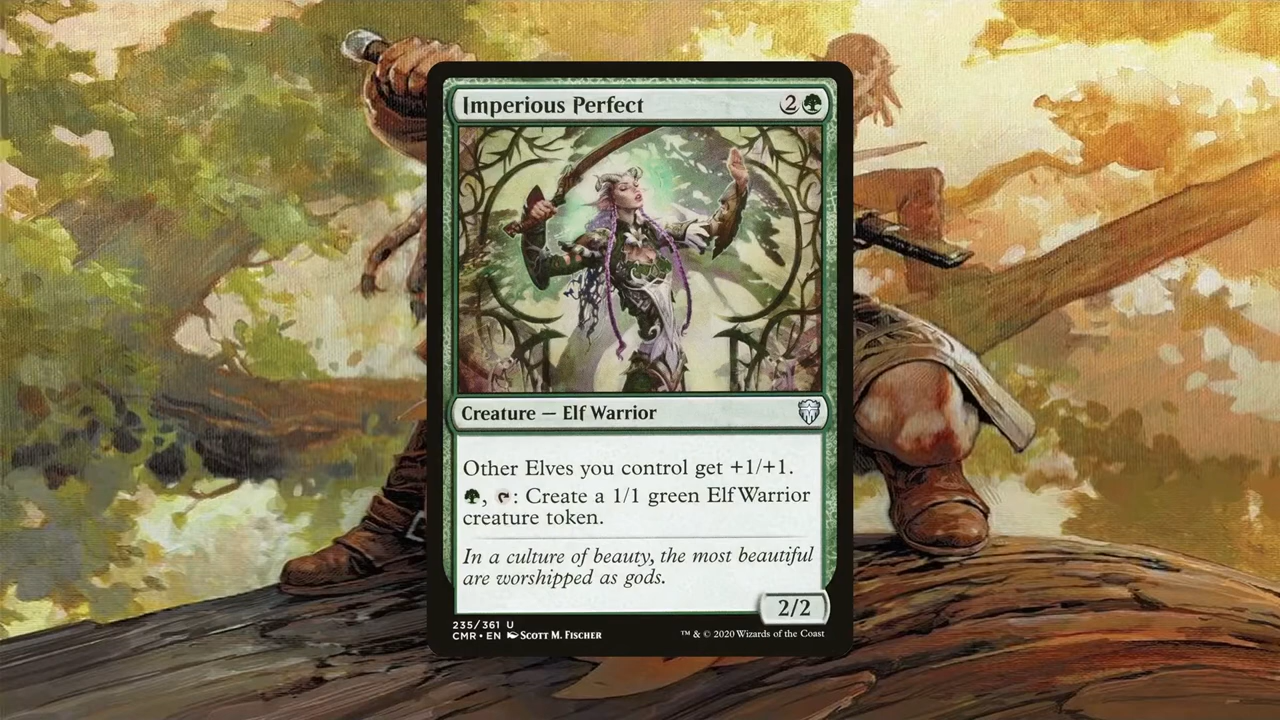 Imperious Perfect 2
Creature — Elf Warrior
Other Elves you control get +1/+1.
, : Create a 1/1 green Elf Warrior
creature token.
In a culture of beauty, the most beautiful
are worshipped as gods.
2/2
235/361 U
CMR • EN Scott M. Fischer ™ & © 2020 Wizards of the Coast